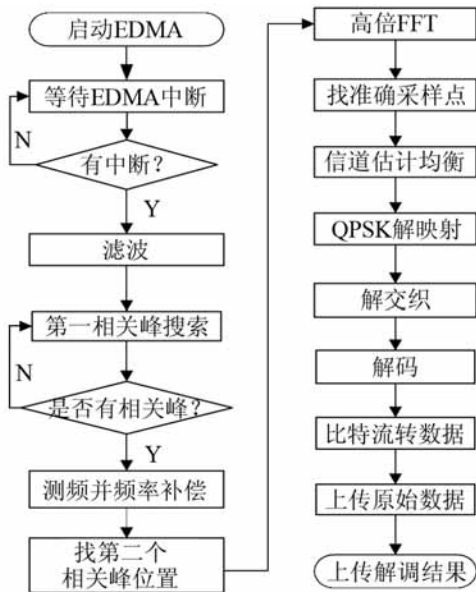 启动EDMA
等待EDMA中断
N
有中断？
Y
滤波
第一相关峰搜索
N
是否有相关峰？
Y
测频并频率补偿
找第二个
相关峰位置
高倍FFT
找准确采样点
信道估计均衡
QPSK解映射
解交织
解码
比特流转数据
上传原始数据
上传解调结果